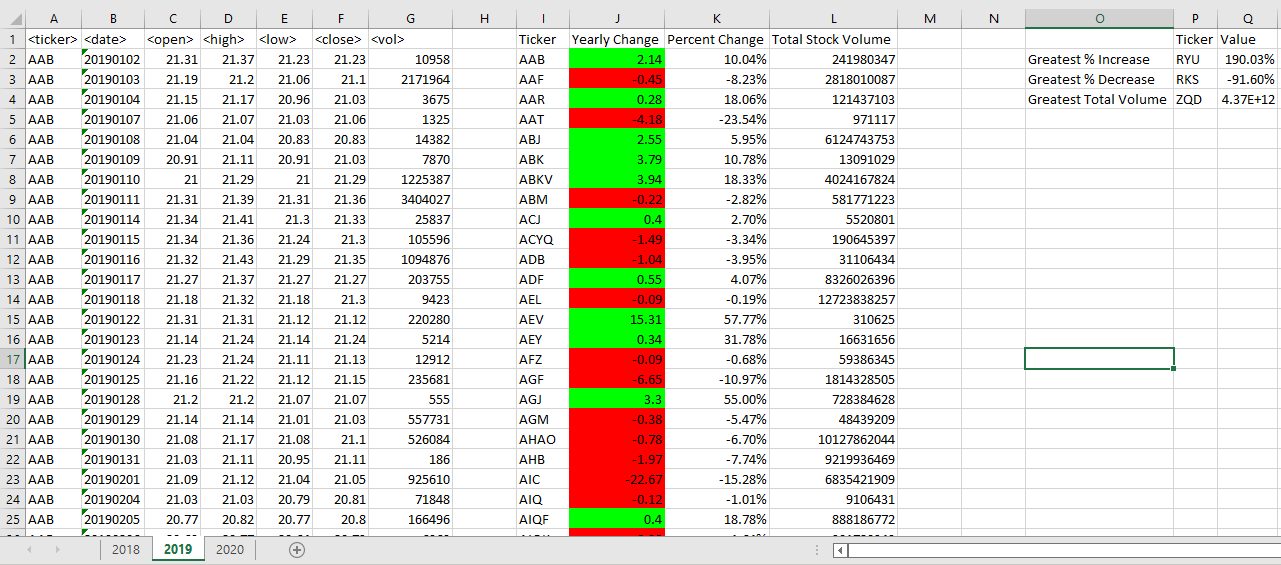 A B C D E F G H I J K L M N O P Q
1 <ticker> <date> <open> <high> <low> <close> <vol> Ticker Yearly Change Percent Change Total Stock Volume Ticker Value
2 AAB 20190102 21.31 21.37 21.23 21.23 10958 AAB 2.14 10.04% 241980347 Greatest % Increase RYU 190.03%
3 AAB 20190103 21.19 21.2 21.06 21.1 2171964 AAF -0.45 -8.23% 2818010087 Greatest % Decrease RKS -91.60%
4 AAB 20190104 21.15 21.17 20.96 21.03 3675 AAR 0.28 18.06% 121437103 Greatest Total Volume ZQD 4.37E+12
5 AAB 20190107 21.06 21.07 21.03 21.06 1325 AAT -4.18 -23.54% 971117
6 AAB 20190108 21.04 21.04 20.83 20.83 14382 ABJ 2.55 5.95% 6124743753
7 AAB 20190109 20.91 21.11 20.91 21.03 7870 ABK 3.79 10.78% 13091029
8 AAB 20190110 21 21.29 21 21.29 1225387 ABKV 3.94 18.33% 4024167824
9 AAB 20190111 21.31 21.39 21.31 21.36 3404027 ABM -0.22 -2.82% 581771223
10 AAB 20190114 21.34 21.41 21.3 21.33 25837 ACJ 0.4 2.70% 5520801
11 AAB 20190115 21.34 21.36 21.24 21.3 105596 ACYQ -1.49 -3.34% 190645397
12 AAB 20190116 21.32 21.43 21.29 21.35 1094876 ADB -1.04 -3.95% 31106434
13 AAB 20190117 21.27 21.37 21.27 21.27 203755 ADF 0.55 4.07% 8326026396
14 AAB 20190118 21.18 21.32 21.18 21.3 9423 AEL -0.09 -0.19% 12723838257
15 AAB 20190122 21.31 21.31 21.12 21.12 220280 AEV 15.31 57.77% 310625
16 AAB 20190123 21.14 21.24 21.14 21.24 5214 AEY 0.34 31.78% 16631656
17 AAB 20190124 21.23 21.24 21.11 21.13 12912 AFZ -0.09 -0.68% 59386345
18 AAB 20190125 21.16 21.22 21.12 21.15 235681 AGF -6.65 -10.97% 1814328505
19 AAB 20190128 21.2 21.2 21.07 21.07 555 AGJ 3.3 55.00% 728384628
20 AAB 20190129 21.14 21.14 21.01 21.03 557731 AGM -0.38 -5.47% 48439209
21 AAB 20190130 21.08 21.17 21.08 21.1 526084 AHAO -0.78 -6.70% 10127862044
22 AAB 20190131 21.03 21.11 20.95 21.11 186 AHB -1.97 -7.74% 9219936469
23 AAB 20190201 21.09 21.12 21.04 21.05 925610 AIC -22.67 -15.28% 6835421909
24 AAB 20190204 21.03 21.03 20.79 20.81 71848 AIQ -0.12 -1.01% 9106431
25 AAB 20190205 20.77 20.82 20.77 20.8 166496 AIQF 0.4 18.78% 888186772
2018 2019 2020